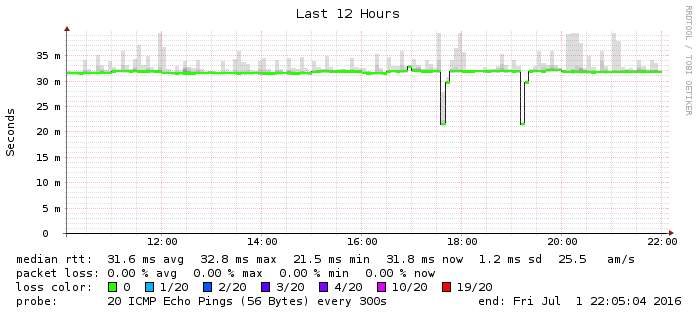 Last 12 Hours
RRDTOOL / TOBI OETIKER
Seconds
35 m
30 m
25 m
20 m
15 m
10 m
5 m
0
12:00 14:00 16:00 18:00 20:00 22:00
median rtt: 31.6 ms avg 32.8 ms max 21.5 ms min 31.8 ms now 1.2 ms sd 25.5 am/s
packet loss: 0.00 % avg 0.00 % max 0.00 % min 0.00 % now
loss color: 0 1/20 2/20 3/20 4/20 10/20 19/20
probe: 20 ICMP Echo Pings (56 Bytes) every 300s end: Fri Jul 1 22:05:04 2016